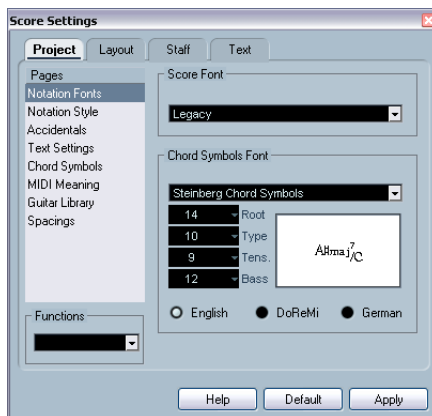 Score Settings
Project Layout Staff Text
Pages
Notation Fonts
Notation Style
Accidentals
Text Settings
Chord Symbols
MIDI Meaning
Guitar Library
Spacings
Functions
Score Font
Legacy
Chord Symbols Font
Steinberg Chord Symbols
14 Root
10 Type
9 Tens.
12 Bass
A#maj7/C
English DoReMi German
Help Default Apply